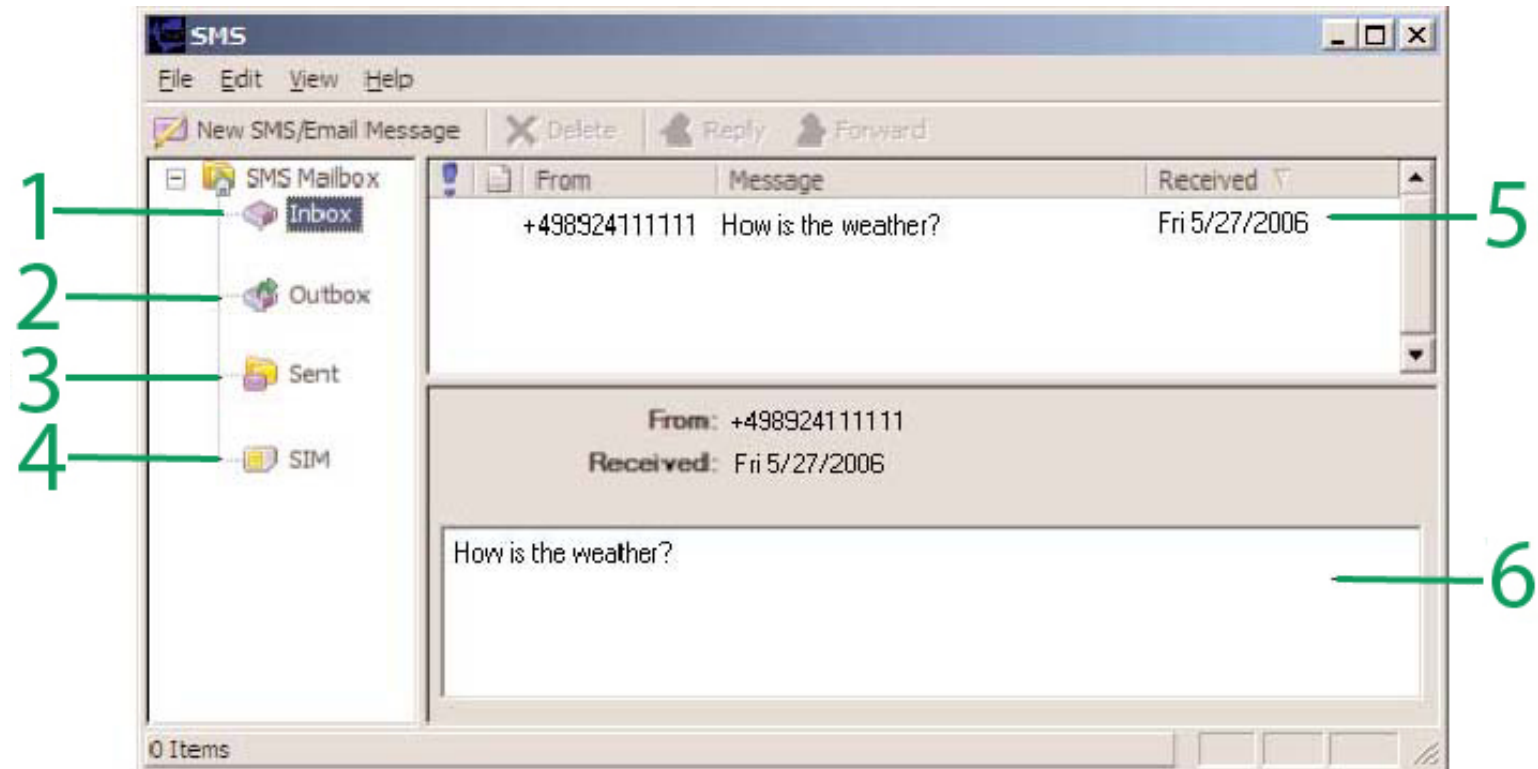 SMS
File Edit View Help
New SMS/Email Message Delete Reply Forward
SMS Mailbox
From Message Received
1
Inbox
+498924111111 How is the weather? Fri 5/27/2006
5
2
Outbox
3
Sent
4
SIM
From: +498924111111
Received: Fri 5/27/2006
How is the weather?
6
0 Items